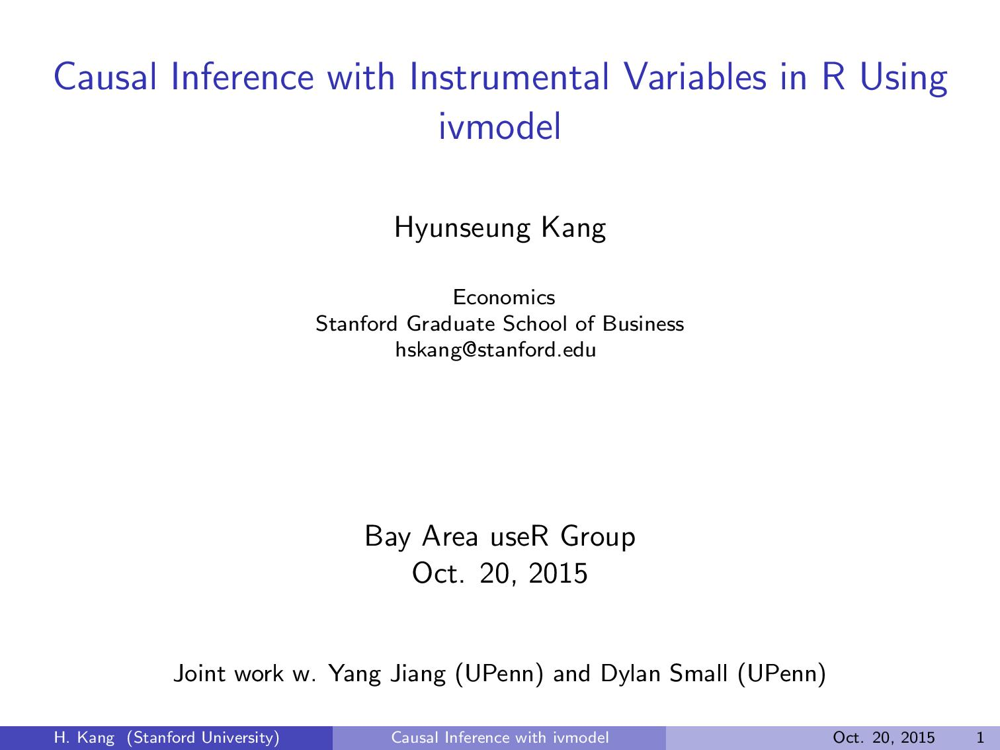 Causal Inference with Instrumental Variables in R Using
ivmodel
Hyunseung Kang
Economics
Stanford Graduate School of Business
hskang@stanford.edu
Bay Area useR Group
Oct. 20, 2015
Joint work w. Yang Jiang (UPenn) and Dylan Small (UPenn)
H. Kang (Stanford University) Causal Inference with ivmodel Oct. 20, 2015 1